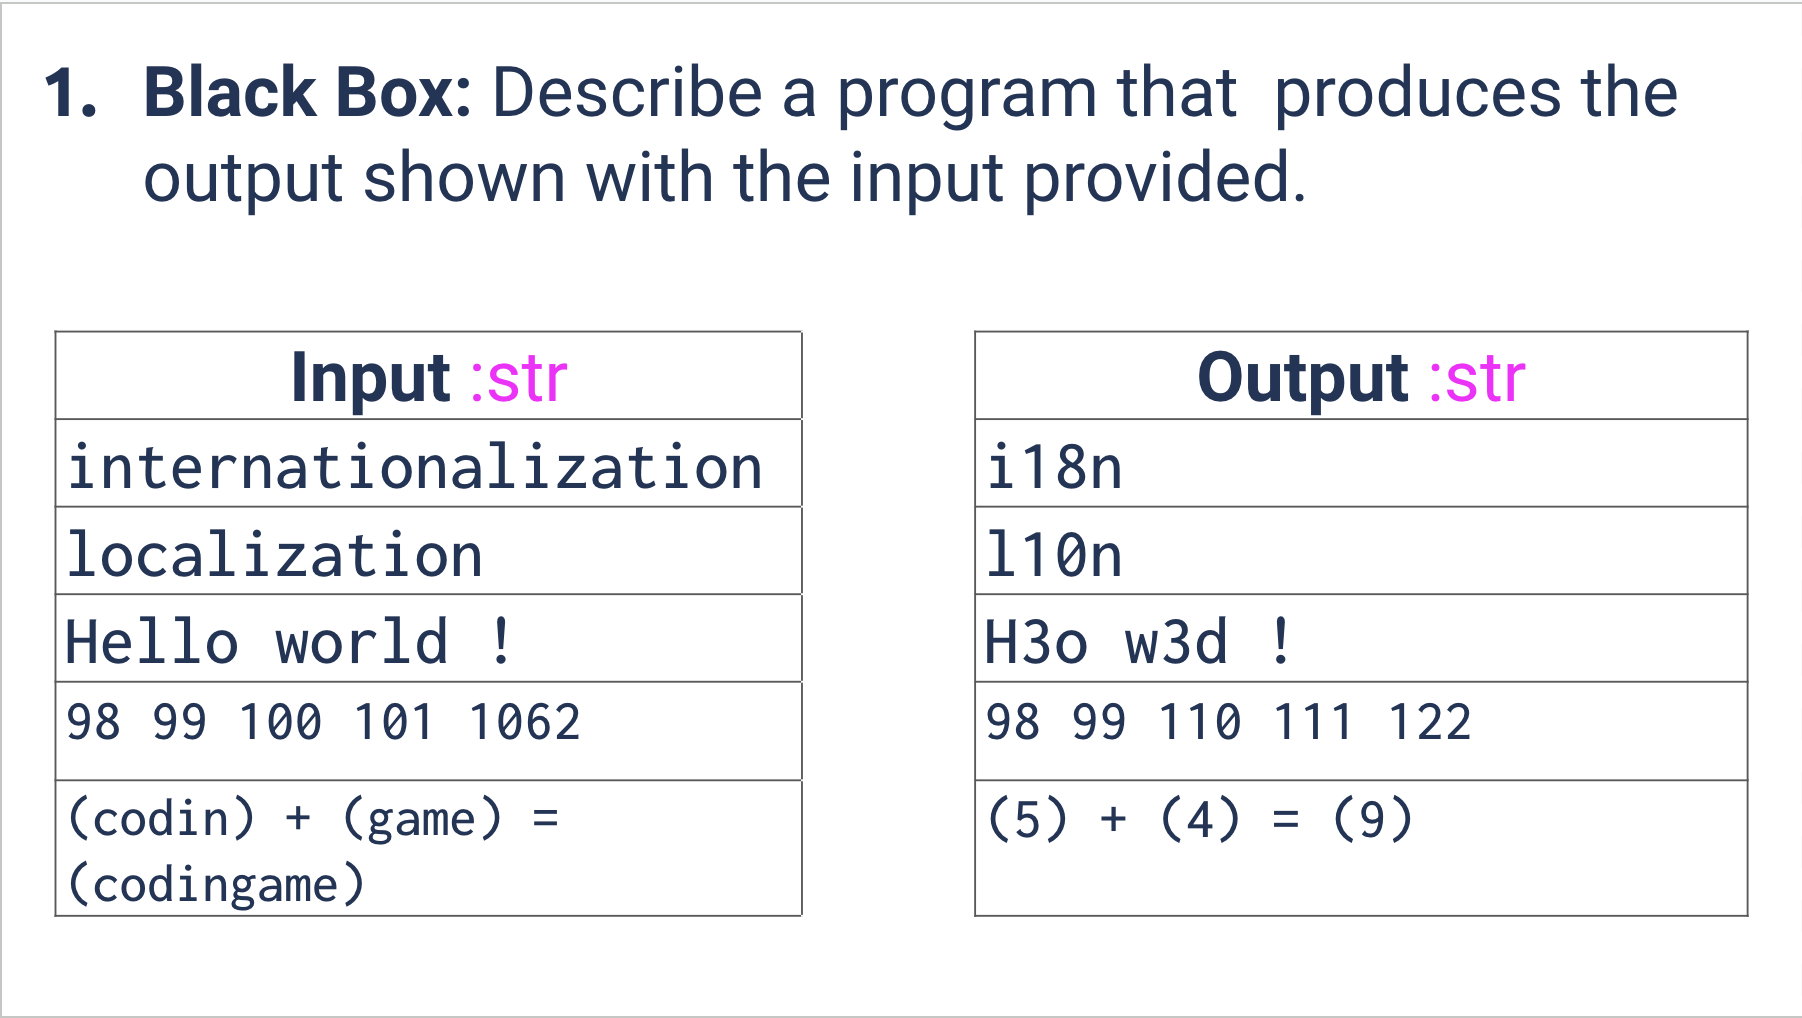 1. Black Box: Describe a program that  produces the
output shown with the input provided.
Input :str
Output :str
internationalization
i18n
localization
l10n
Hello world !
H3o w3d !
98 99 100 101 1062
98 99 110 111 122
(codin) + (game) =
(codingame)
(5) + (4) = (9)